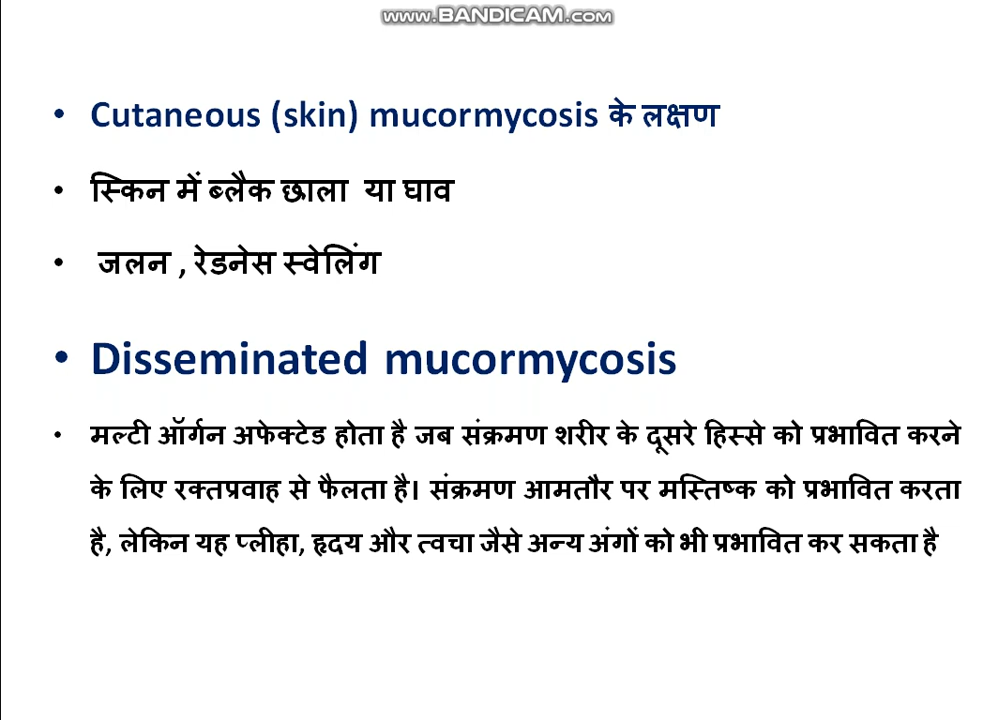 www.BANDICAM.com
• Cutaneous (skin) mucormycosis के लक्षण
• स्किन में ब्लैक छाला या घाव
• जलन , रेडनेस स्वेलिंग
• Disseminated mucormycosis
• मल्टी ऑर्गन अफेक्टेड होता है जब संक्रमण शरीर के दूसरे हिस्से को प्रभावित करने
के लिए रक्तप्रवाह से फैलता है। संक्रमण आमतौर पर मस्तिष्क को प्रभावित करता
है, लेकिन यह प्लीहा, हृदय और त्वचा जैसे अन्य अंगों को भी प्रभावित कर सकता है